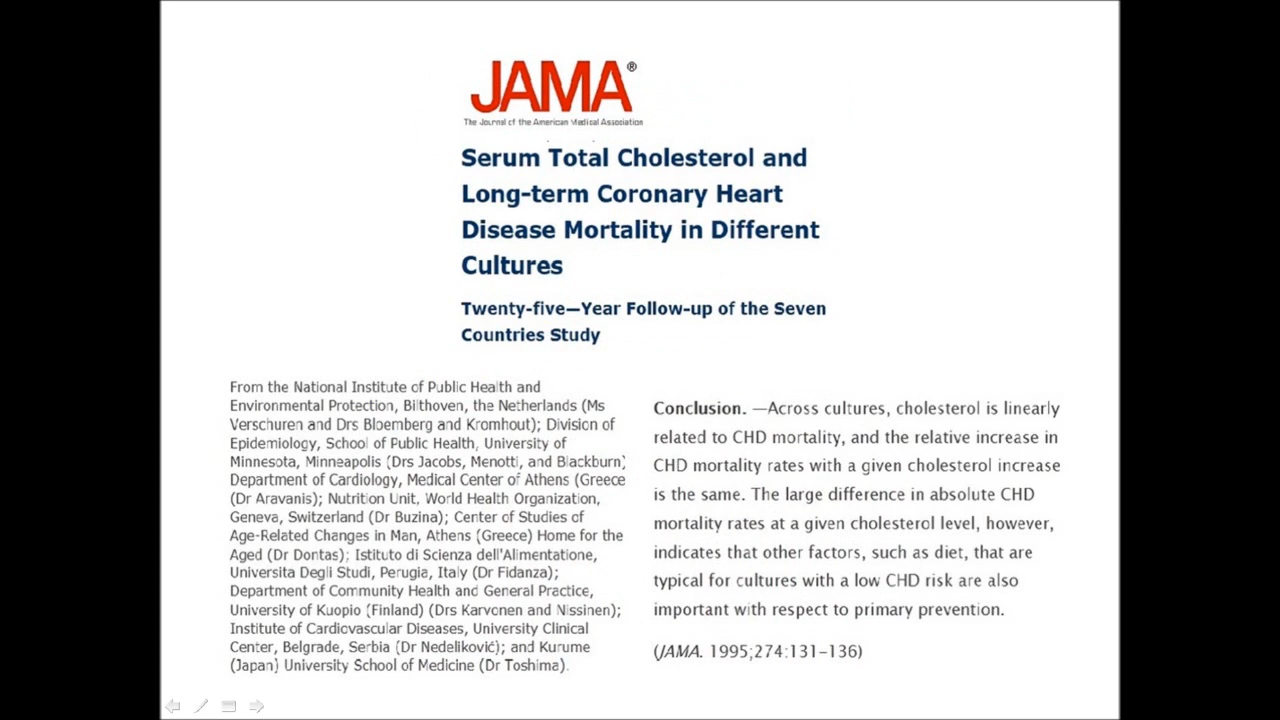 JAMA®
The Journal of the American Medical Association
Serum Total Cholesterol and
Long-term Coronary Heart
Disease Mortality in Different
Cultures
Twenty-five—Year Follow-up of the Seven
Countries Study
From the National Institute of Public Health and
Environmental Protection, Bilthoven, the Netherlands (Ms
Verschuren and Drs Bloemberg and Kromhout); Division of
Epidemiology, School of Public Health, University of
Minnesota, Minneapolis (Drs Jacobs, Menotti, and Blackburn)
Department of Cardiology, Medical Center of Athens (Greece
(Dr Aravanis); Nutrition Unit, World Health Organization,
Geneva, Switzerland (Dr Buzina); Center of Studies of
Age-Related Changes in Man, Athens (Greece) Home for the
Aged (Dr Dontas); Istituto di Scienza dell'Alimentatione,
Universita Degli Studi, Perugia, Italy (Dr Fidanza);
Department of Community Health and General Practice,
University of Kuopio (Finland) (Drs Karvonen and Nissinen);
Institute of Cardiovascular Diseases, University Clinical
Center, Belgrade, Serbia (Dr Nedeliković); and Kurume
(Japan) University School of Medicine (Dr Toshima).
Conclusion. —Across cultures, cholesterol is linearly
related to CHD mortality, and the relative increase in
CHD mortality rates with a given cholesterol increase
is the same. The large difference in absolute CHD
mortality rates at a given cholesterol level, however,
indicates that other factors, such as diet, that are
typical for cultures with a low CHD risk are also
important with respect to primary prevention.
(JAMA. 1995;274:131–136)